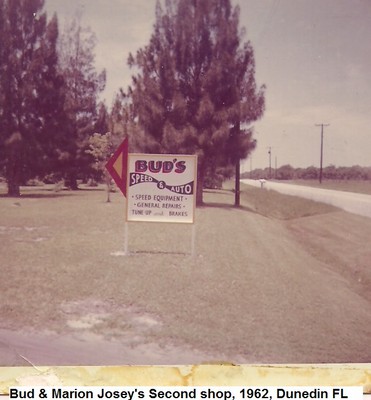 BUD'S
SPEED & AUTO
• SPEED EQUIPMENT •
• GENERAL REPAIRS •
TUNE-UP and BRAKES
Bud & Marion Josey's Second shop, 1962, Dunedin FL